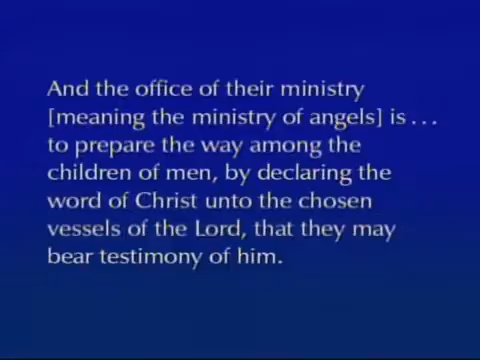 And the office of their ministry
[meaning the ministry of angels] is . . .
to prepare the way among the
children of men, by declaring the
word of Christ unto the chosen
vessels of the Lord, that they may
bear testimony of him.